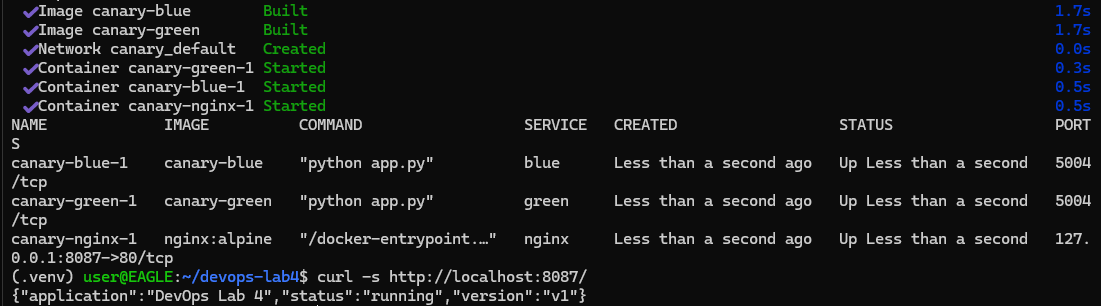 ✔Image canary-blue Built 1.7s
✔Image canary-green Built 1.7s
✔Network canary_default Created 0.0s
✔Container canary-green-1 Started 0.3s
✔Container canary-blue-1 Started 0.5s
✔Container canary-nginx-1 Started 0.5s
NAME IMAGE COMMAND SERVICE CREATED STATUS PORT
S
canary-blue-1 canary-blue "python app.py" blue Less than a second ago Up Less than a second 5004
/tcp
canary-green-1 canary-green "python app.py" green Less than a second ago Up Less than a second 5004
/tcp
canary-nginx-1 nginx:alpine "/docker-entrypoint.…" nginx Less than a second ago Up Less than a second 127.
0.0.1:8087->80/tcp
(.venv) user@EAGLE:~/devops-lab4$ curl -s http://localhost:8087/
{"application":"DevOps Lab 4","status":"running","version":"v1"}